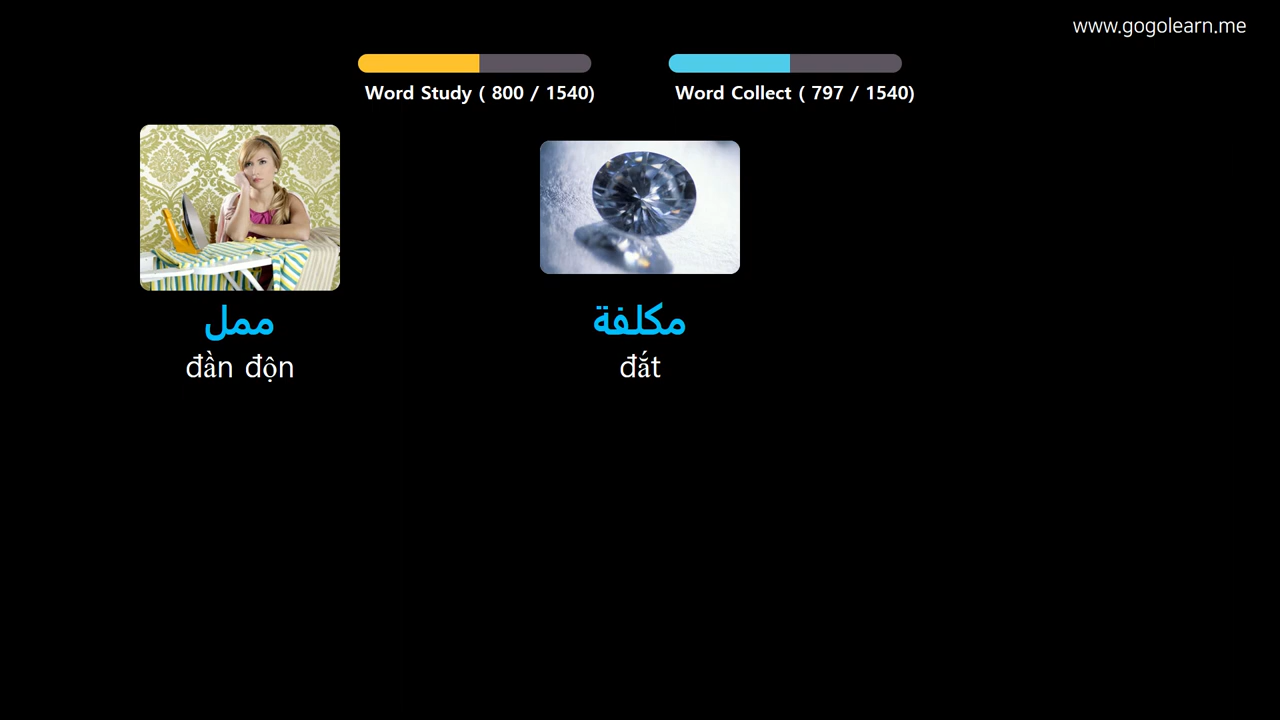 www.gogolearn.me
Word Study ( 800 / 1540)
Word Collect ( 797 / 1540)
ممل
đần độn
مكلفة
đắt